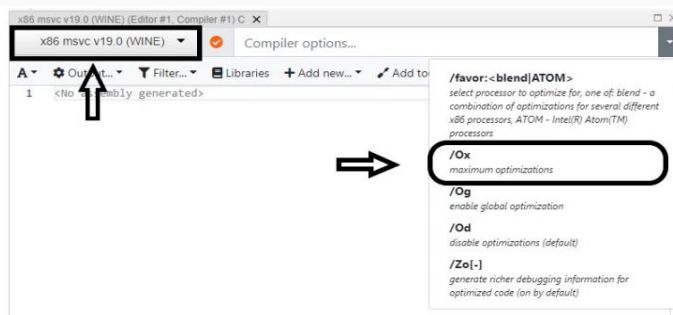 x86 msvc v19.0 (WINE) (Editor #1, Compiler #1) C X
x86 msvc v19.0 (WINE)
Compiler options...
A Output... Filter... Libraries + Add new... Add to
1 <No assembly generated>
/favor:<blend|ATOM>
select processor to optimize for, one of: blend - a
combination of optimizations for several different
x86 processors, ATOM - Intel(R) Atom(TM)
processors
/Ox
maximum optimizations
/Og
enable global optimization
/Od
disable optimizations (default)
/Zo[-]
generate richer debugging information for
optimized code (on by default)